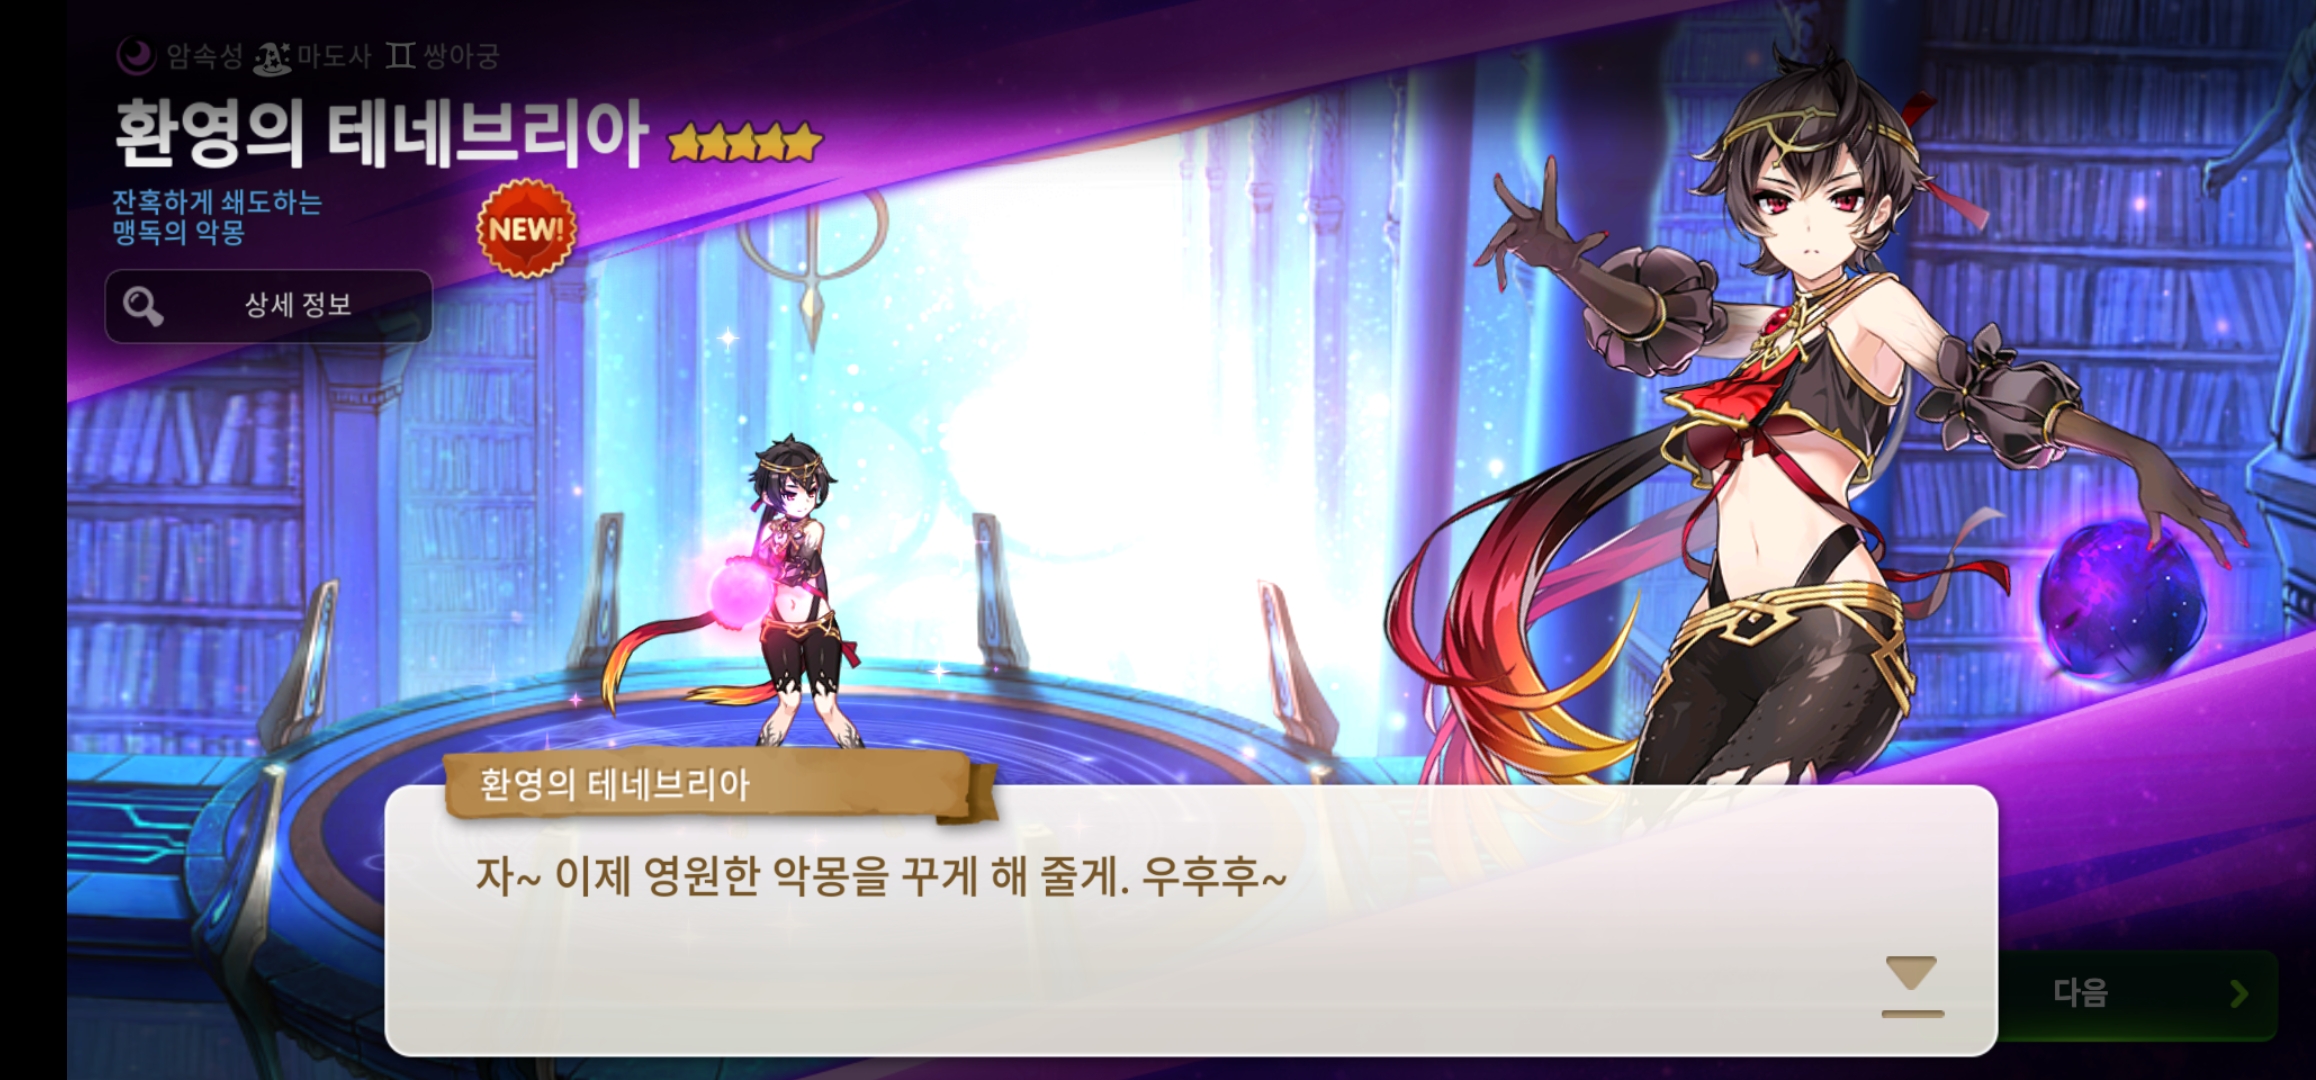 암속성 마도사 쌍아궁
환영의 테네브리아
잔혹하게 쇄도하는
맹독의 악몽
NEW!
상세 정보
환영의 테네브리아
자~ 이제 영원한 악몽을 꾸게 해 줄게. 우후후~
다음